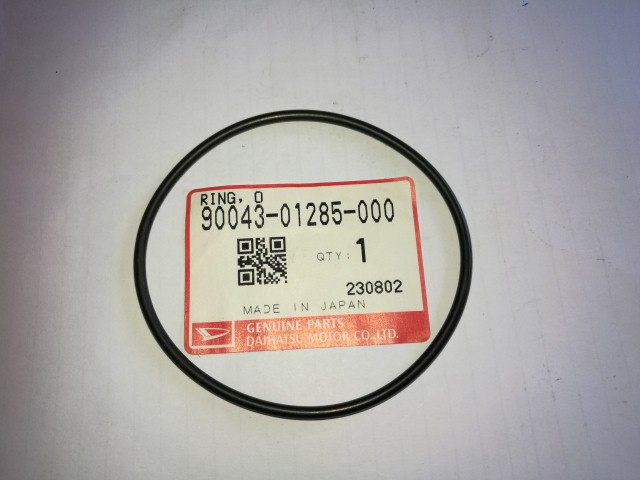 RING, O
90043-01285-000
QTY: 1
230802
MADE IN JAPAN
GENUINE PARTS
DAIHATSU MOTOR CO., LTD.